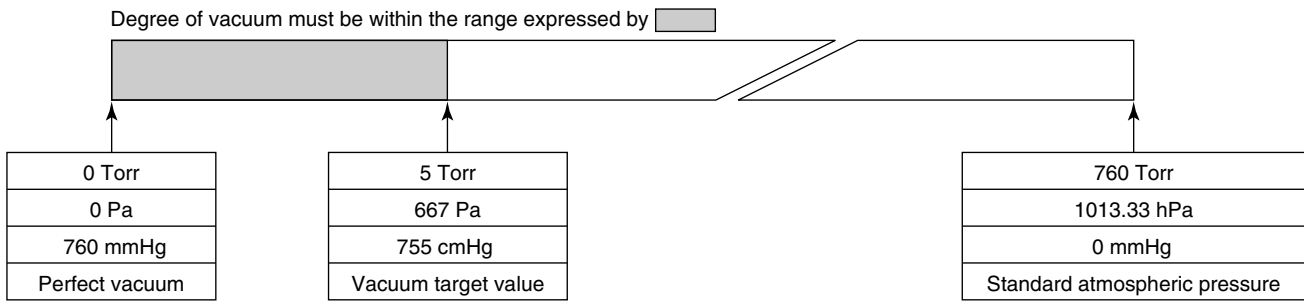 Degree of vacuum must be within the range expressed by
0 Torr
0 Pa
760 mmHg
Perfect vacuum
5 Torr
667 Pa
755 cmHg
Vacuum target value
760 Torr
1013.33 hPa
0 mmHg
Standard atmospheric pressure